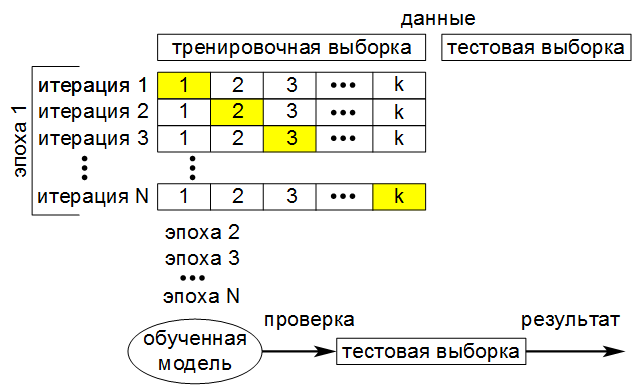 данные
тренировочная выборка тестовая выборка
эпоха 1
итерация 1 1 2 3 ••• k
итерация 2 1 2 3 ••• k
итерация 3 1 2 3 ••• k
итерация N 1 2 3 ••• k
эпоха 2
эпоха 3
•••
эпоха N
обученная модель
проверка
тестовая выборка
результат